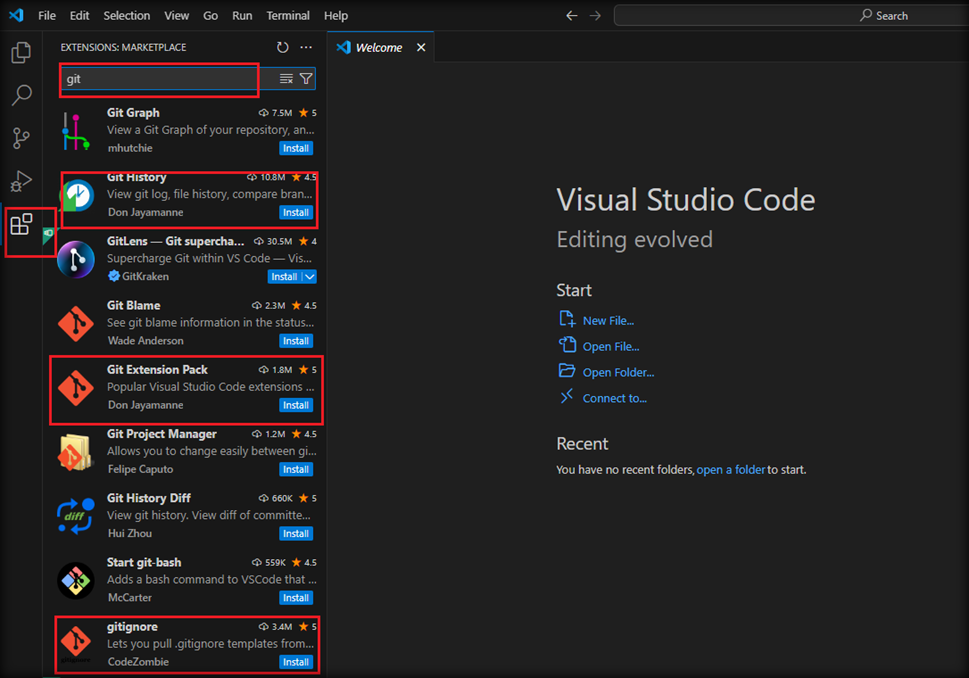 File Edit Selection View Go Run Terminal Help
Search
EXTENSIONS: MARKETPLACE
Welcome
git
Git Graph 7.5M 5
View a Git Graph of your repository, an...
mhutchie Install
Git History 10.8M 4.5
View git log, file history, compare bran...
Don Jayamanne Install
GitLens — Git supercha... 30.5M 4
Supercharge Git within VS Code — Vis...
GitKraken Install
Git Blame 2.3M 4.5
See git blame information in the status...
Wade Anderson Install
Git Extension Pack 1.8M 5
Popular Visual Studio Code extensions ...
Don Jayamanne Install
Git Project Manager 1.2M 4.5
Allows you to change easily between gi...
Felipe Caputo Install
Git History Diff 660K 5
View git history. View diff of committe...
Hui Zhou Install
diff
Start git-bash 559K 4.5
Adds a bash command to VSCode that ...
McCarter Install
gitignore 3.4M 5
Lets you pull .gitignore templates from...
CodeZombie Install
Visual Studio Code
Editing evolved
Start
New File...
Open File...
Open Folder...
Connect to...
Recent
You have no recent folders, open a folder to start.